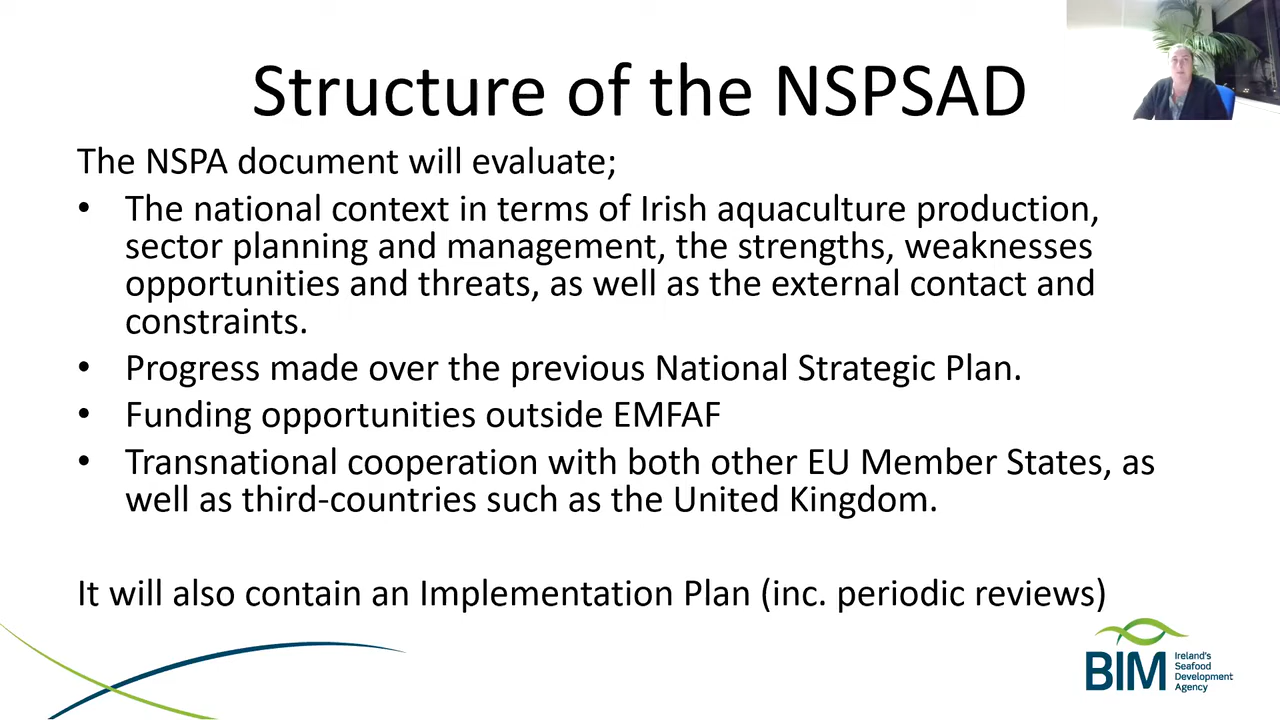 Structure of the NSPSAD
The NSPA document will evaluate;
• The national context in terms of Irish aquaculture production,
sector planning and management, the strengths, weaknesses
opportunities and threats, as well as the external contact and
constraints.
• Progress made over the previous National Strategic Plan.
• Funding opportunities outside EMFAF
• Transnational cooperation with both other EU Member States, as
well as third-countries such as the United Kingdom.
It will also contain an Implementation Plan (inc. periodic reviews)
BIM
Ireland's
Seafood
Development
Agency